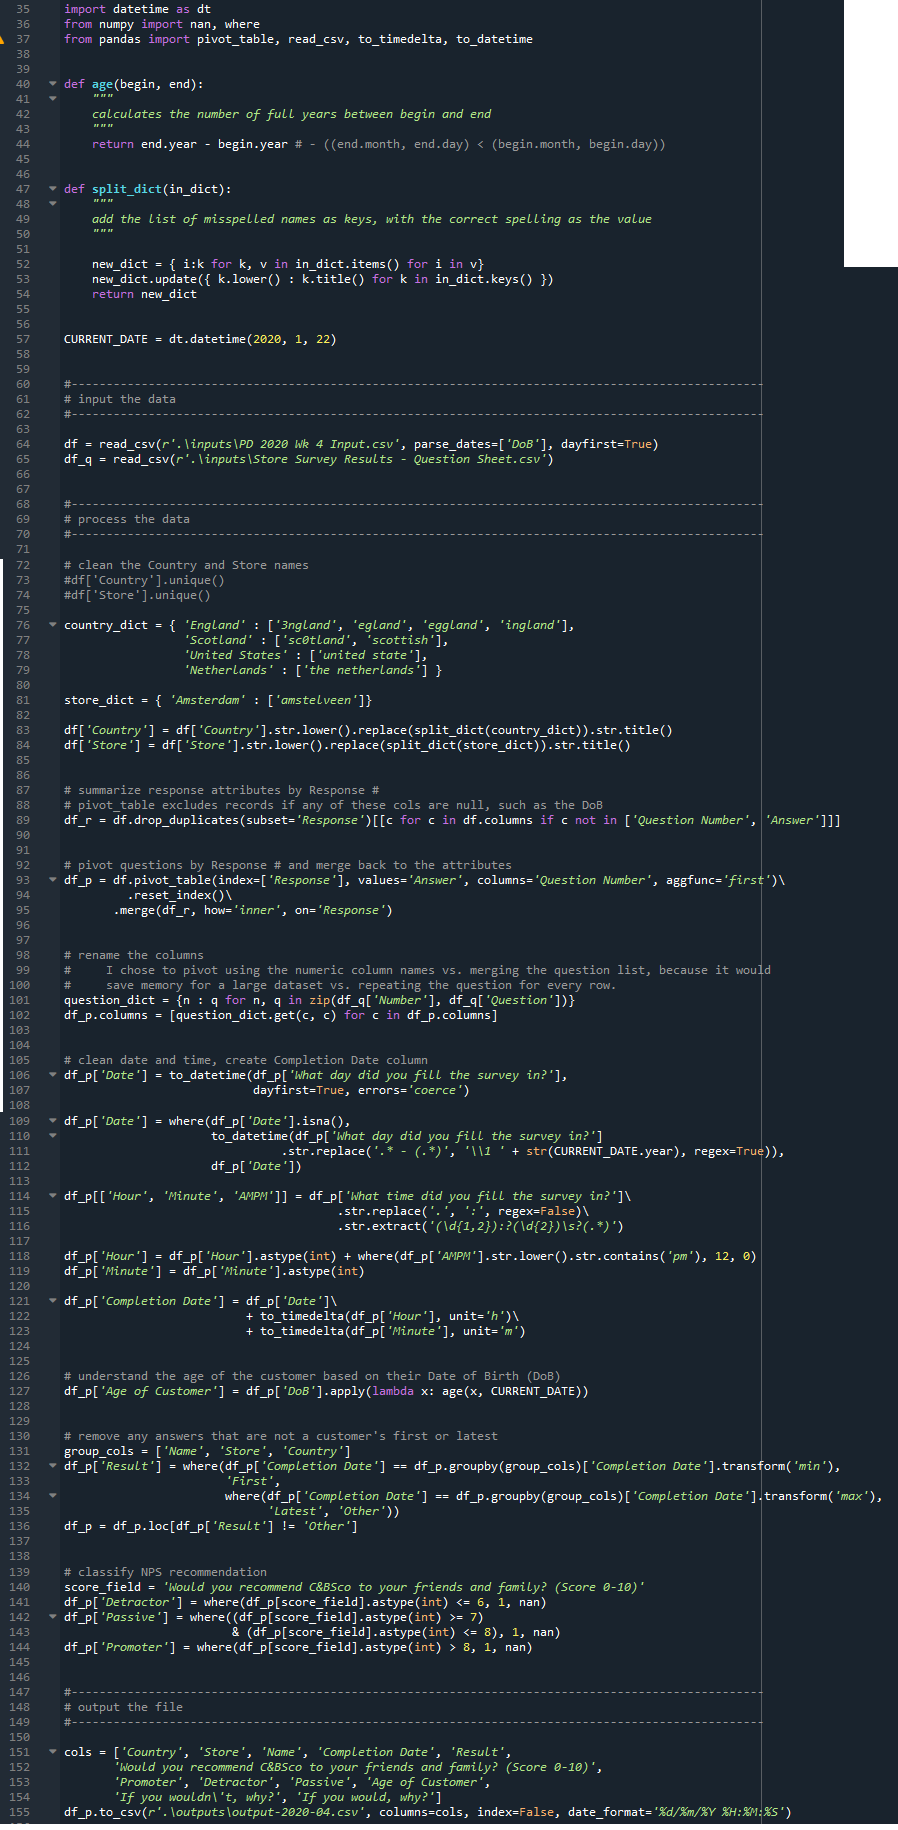 35 import datetime as dt
36 from numpy import nan, where
37 from pandas import pivot_table, read_csv, to_timedelta, to_datetime
38
39
40 def age(begin, end):
41     """
42     calculates the number of full years between begin and end
43     """
44     return end.year - begin.year # - ((end.month, end.day) < (begin.month, begin.day))
45
46
47 def split_dict(in_dict):
48     """
49     add the list of misspelled names as keys, with the correct spelling as the value
50     """
51
52     new_dict = { i:k for k, v in in_dict.items() for i in v}
53     new_dict.update({ k.lower() : k.title() for k in in_dict.keys() })
54     return new_dict
55
56
57 CURRENT_DATE = dt.datetime(2020, 1, 22)
58
59
60 #---------------------------------------------------------------------------------------------------
61 # input the data
62 #---------------------------------------------------------------------------------------------------
63
64 df = read_csv(r'.\inputs\PD 2020 Wk 4 Input.csv', parse_dates=['DoB'], dayfirst=True)
65 df_q = read_csv(r'.\inputs\Store Survey Results - Question Sheet.csv')
66
67
68 #---------------------------------------------------------------------------------------------------
69 # process the data
70 #---------------------------------------------------------------------------------------------------
71
72 # clean the Country and Store names
73 #df['Country'].unique()
74 #df['Store'].unique()
75
76 country_dict = { 'England' : ['3ngland', 'egland', 'eggland', 'ingland'],
77                  'Scotland' : ['sc0tland', 'scottish'],
78                  'United States' : ['united state'],
79                  'Netherlands' : ['the netherlands'] }
80
81 store_dict = { 'Amsterdam' : ['amstelveen']}
82
83 df['Country'] = df['Country'].str.lower().replace(split_dict(country_dict)).str.title()
84 df['Store'] = df['Store'].str.lower().replace(split_dict(store_dict)).str.title()
85
86
87 # summarize response attributes by Response #
88 # pivot_table excludes records if any of these cols are null, such as the DoB
89 df_r = df.drop_duplicates(subset='Response')[[c for c in df.columns if c not in ['Question Number', 'Answer']]]
90
91
92 # pivot questions by Response # and merge back to the attributes
93 df_p = df.pivot_table(index=['Response'], values='Answer', columns='Question Number', aggfunc='first')\
94          .reset_index()\
95        .merge(df_r, how='inner', on='Response')
96
97
98 # rename the columns
99 #     I chose to pivot using the numeric column names vs. merging the question list, because it would
100 #     save memory for a large dataset vs. repeating the question for every row.
101 question_dict = {n : q for n, q in zip(df_q['Number'], df_q['Question'])}
102 df_p.columns = [question_dict.get(c, c) for c in df_p.columns]
103
104
105 # clean date and time, create Completion Date column
106 df_p['Date'] = to_datetime(df_p['What day did you fill the survey in?'],
107                            dayfirst=True, errors='coerce')
108
109 df_p['Date'] = where(df_p['Date'].isna(),
110                      to_datetime(df_p['What day did you fill the survey in?']
111                                .str.replace('.* - (.*)', '\\1 ' + str(CURRENT_DATE.year), regex=True)),
112                      df_p['Date'])
113
114 df_p[['Hour', 'Minute', 'AMPM']] = df_p['What time did you fill the survey in?']\
115                                        .str.replace('.', ':', regex=False)\
116                                        .str.extract('(\d{1,2}):?(\d{2})\s?(.*)')
117
118 df_p['Hour'] = df_p['Hour'].astype(int) + where(df_p['AMPM'].str.lower().str.contains('pm'), 12, 0)
119 df_p['Minute'] = df_p['Minute'].astype(int)
120
121 df_p['Completion Date'] = df_p['Date']\
122                           + to_timedelta(df_p['Hour'], unit='h')\
123                           + to_timedelta(df_p['Minute'], unit='m')
124
125
126 # understand the age of the customer based on their Date of Birth (DoB)
127 df_p['Age of Customer'] = df_p['DoB'].apply(lambda x: age(x, CURRENT_DATE))
128
129
130 # remove any answers that are not a customer's first or latest
131 group_cols = ['Name', 'Store', 'Country']
132 df_p['Result'] = where(df_p['Completion Date'] == df_p.groupby(group_cols)['Completion Date'].transform('min'),
133                        'First',
134                        where(df_p['Completion Date'] == df_p.groupby(group_cols)['Completion Date'].transform('max'),
135                              'Latest', 'Other'))
136 df_p = df_p.loc[df_p['Result'] != 'Other']
137
138
139 # classify NPS recommendation
140 score_field = 'Would you recommend C&BSco to your friends and family? (Score 0-10)'
141 df_p['Detractor'] = where(df_p[score_field].astype(int) <= 6, 1, nan)
142 df_p['Passive'] = where((df_p[score_field].astype(int) >= 7)
143                         & (df_p[score_field].astype(int) <= 8), 1, nan)
144 df_p['Promoter'] = where(df_p[score_field].astype(int) > 8, 1, nan)
145
146
147 #---------------------------------------------------------------------------------------------------
148 # output the file
149 #---------------------------------------------------------------------------------------------------
150
151 cols = ['Country', 'Store', 'Name', 'Completion Date', 'Result',
152        'Would you recommend C&BSco to your friends and family? (Score 0-10)',
153        'Promoter', 'Detractor', 'Passive', 'Age of Customer',
154        'If you wouldn\'t, why?', 'If you would, why?']
155 df_p.to_csv(r'.\outputs\output-2020-04.csv', columns=cols, index=False, date_format='%d/%m/%Y %H:%M:%S')